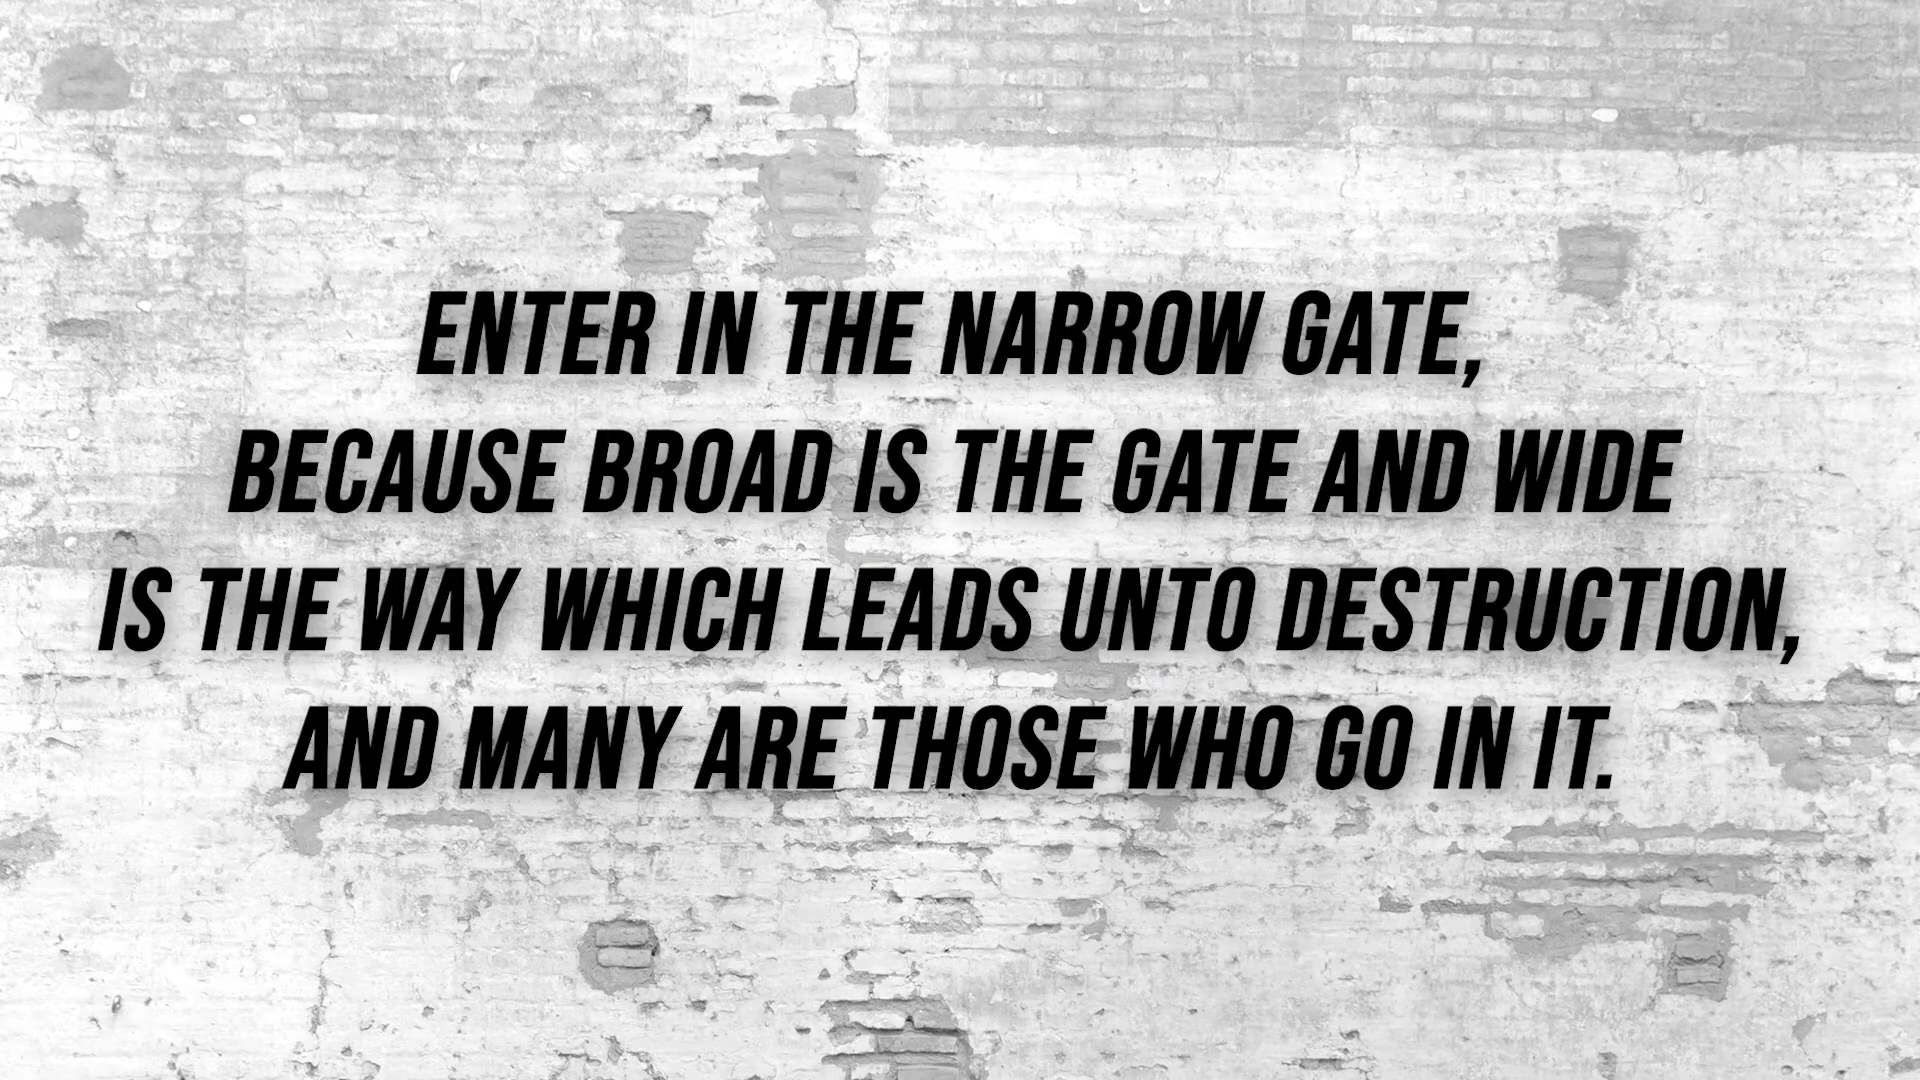 ENTER IN THE NARROW GATE,
BECAUSE BROAD IS THE GATE AND WIDE
IS THE WAY WHICH LEADS UNTO DESTRUCTION,
AND MANY ARE THOSE WHO GO IN IT.